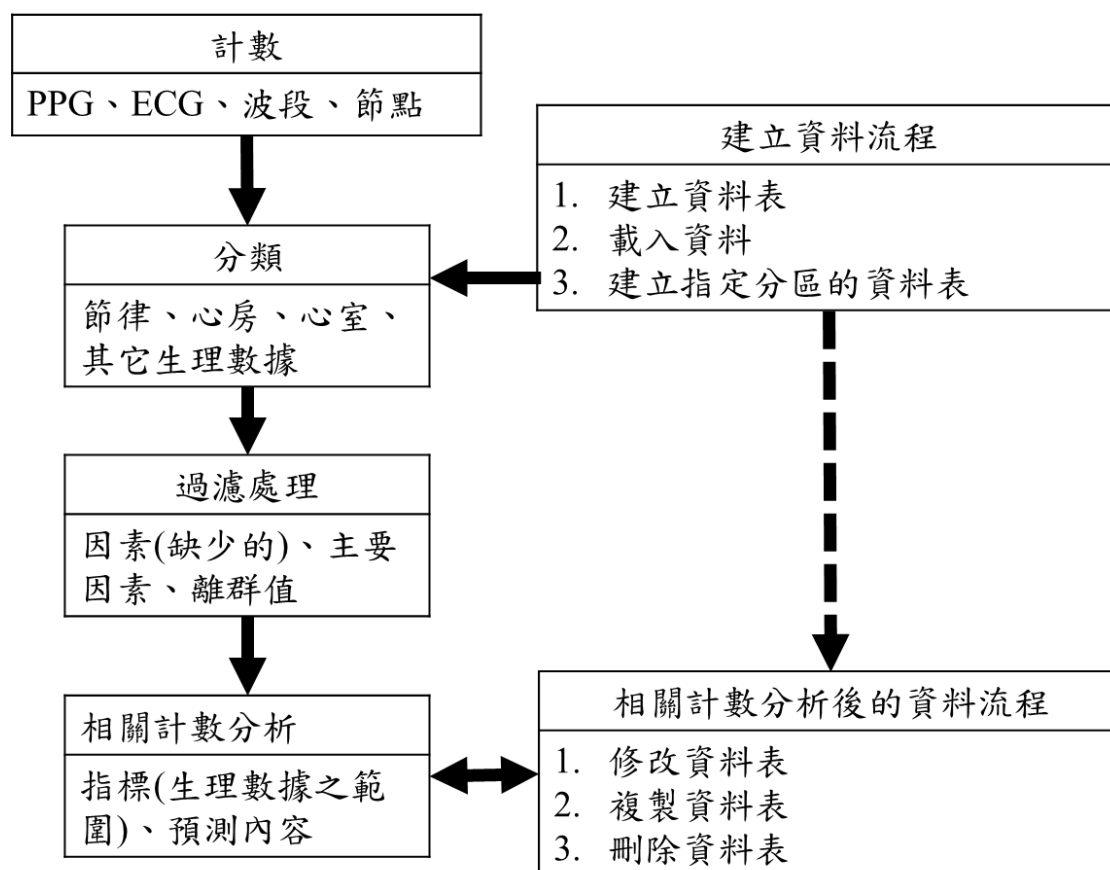 計數
PPG、ECG、波段、節點
分類
節律、心房、心室、
其它生理數據
過濾處理
因素(缺少的)、主要
因素、離群值
相關計數分析
指標(生理數據之範
圍)、預測內容
建立資料流程
1. 建立資料表
2. 載入資料
3. 建立指定分區的資料表
相關計數分析後的資料流程
1. 修改資料表
2. 複製資料表
3. 刪除資料表